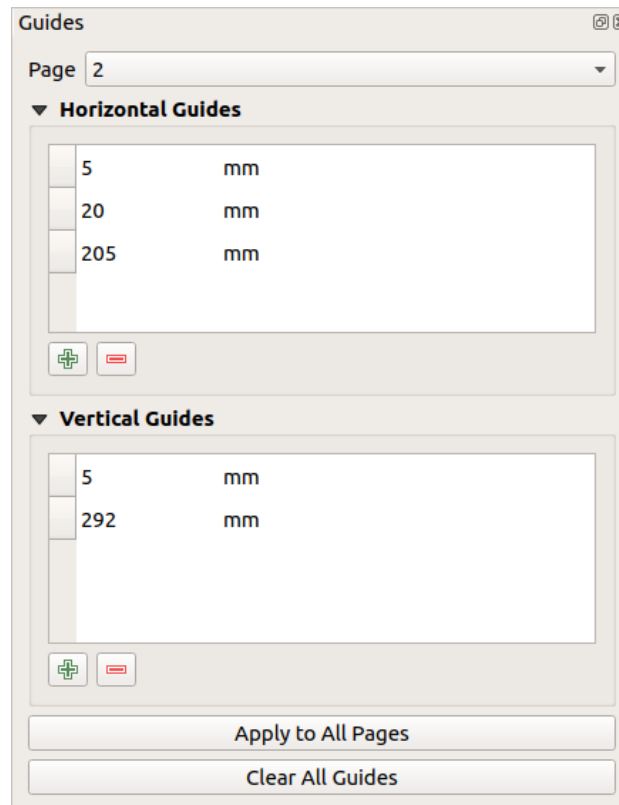 Guides
Page 2
Horizontal Guides
5 mm
20 mm
205 mm
Vertical Guides
5 mm
292 mm
Apply to All Pages
Clear All Guides